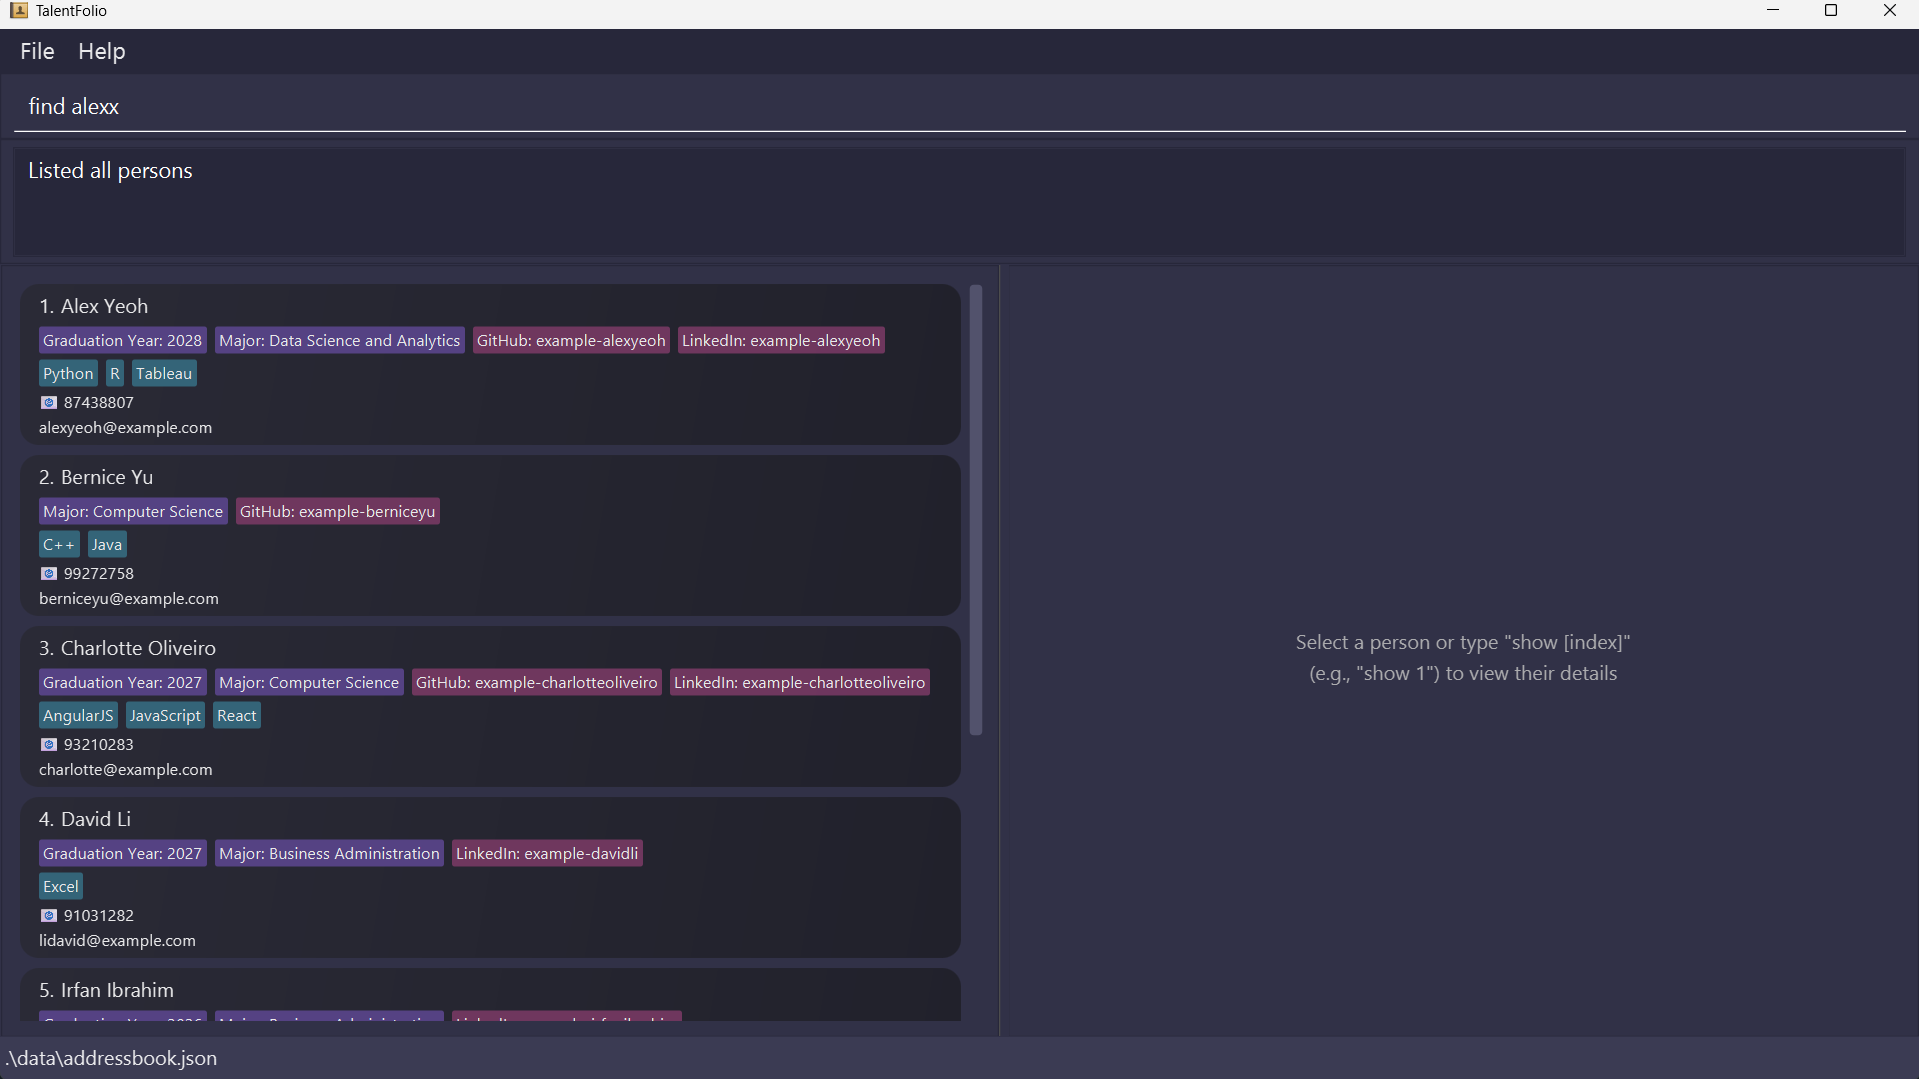 TalentFolio
File Help
find alexx
Listed all persons
1. Alex Yeoh
Graduation Year: 2028 Major: Data Science and Analytics GitHub: example-alexyeoh LinkedIn: example-alexyeoh
Python R Tableau
87438807
alexyeoh@example.com
2. Bernice Yu
Major: Computer Science GitHub: example-berniceyu
C++ Java
99272758
berniceyu@example.com
3. Charlotte Oliveiro
Graduation Year: 2027 Major: Computer Science GitHub: example-charlotteoliveiro LinkedIn: example-charlotteoliveiro
AngularJS JavaScript React
93210283
charlotte@example.com
4. David Li
Graduation Year: 2027 Major: Business Administration LinkedIn: example-davidli
Excel
91031282
lidavid@example.com
5. Irfan Ibrahim
Select a person or type "show [index]"
(e.g., "show 1") to view their details
.\data\addressbook.json